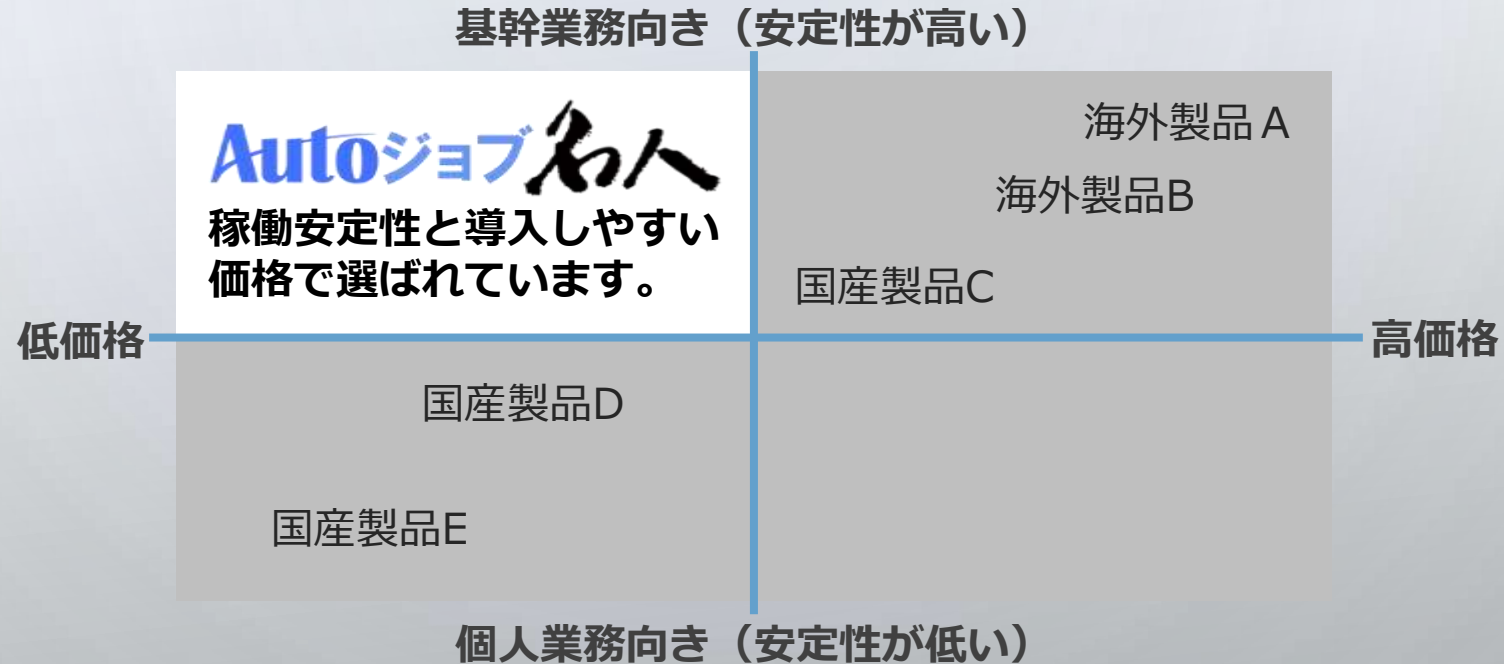 基幹業務向き（安定性が高い）
Autoジョブ名人
稼働安定性と導入しやすい
価格で選ばれています。
海外製品A
海外製品B
国産製品C
低価格
高価格
国産製品D
国産製品E
個人業務向き（安定性が低い）